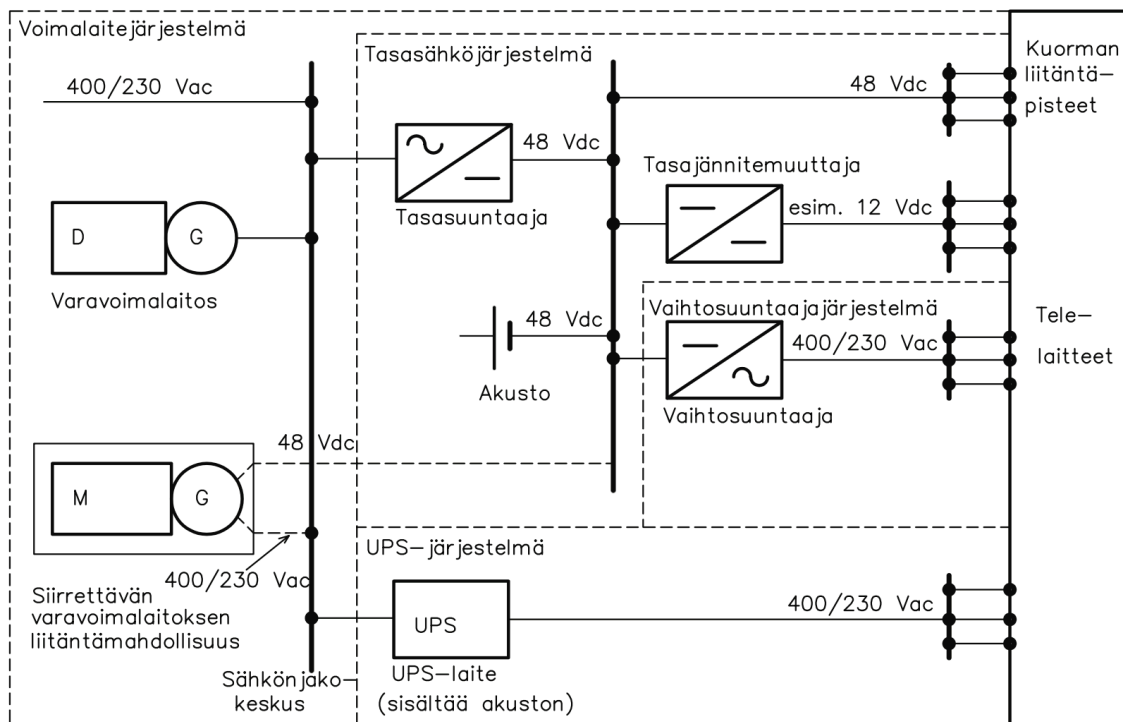 Voimalaitejärjestelmä
400/230 Vac
D
G
Varavoimalaitos
M
G
48 Vdc
400/230 Vac
Siirrettävän
varavoimalaitoksen
liitäntämahdollisuus
Sähkönjako-
keskus
Tasasähköjärjestelmä
48 Vdc
Tasasuuntaaja
48 Vdc
Akusto
48 Vdc
Tasajännitemuuttaja
esim. 12 Vdc
Vaihtosuuntaajajärjestelmä
400/230 Vac
Vaihtosuuntaaja
UPS-järjestelmä
UPS
400/230 Vac
UPS-laite
(sisältää akuston)
Kuorman
liitäntä-
pisteet
Tele-
laitteet